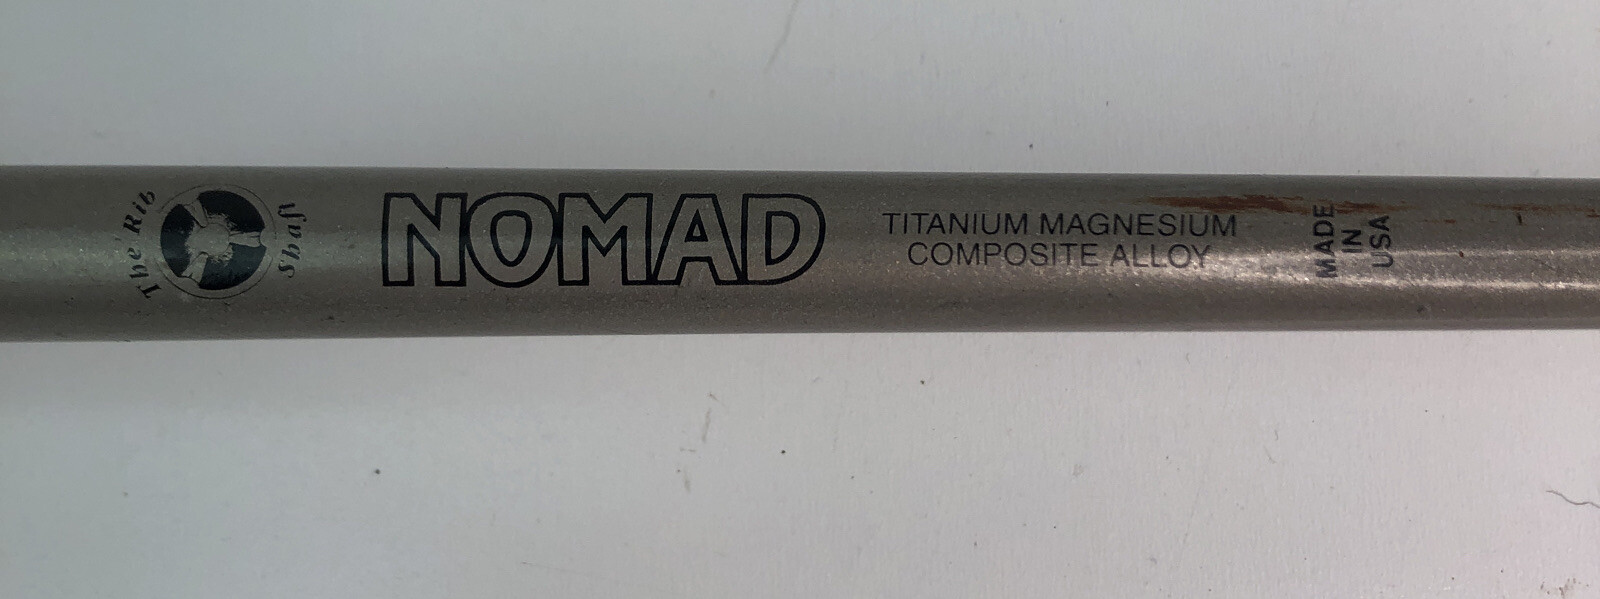 The Rib
Shaft
NOMAD
TITANIUM MAGNESIUM
COMPOSITE ALLOY
MADE
IN
USA